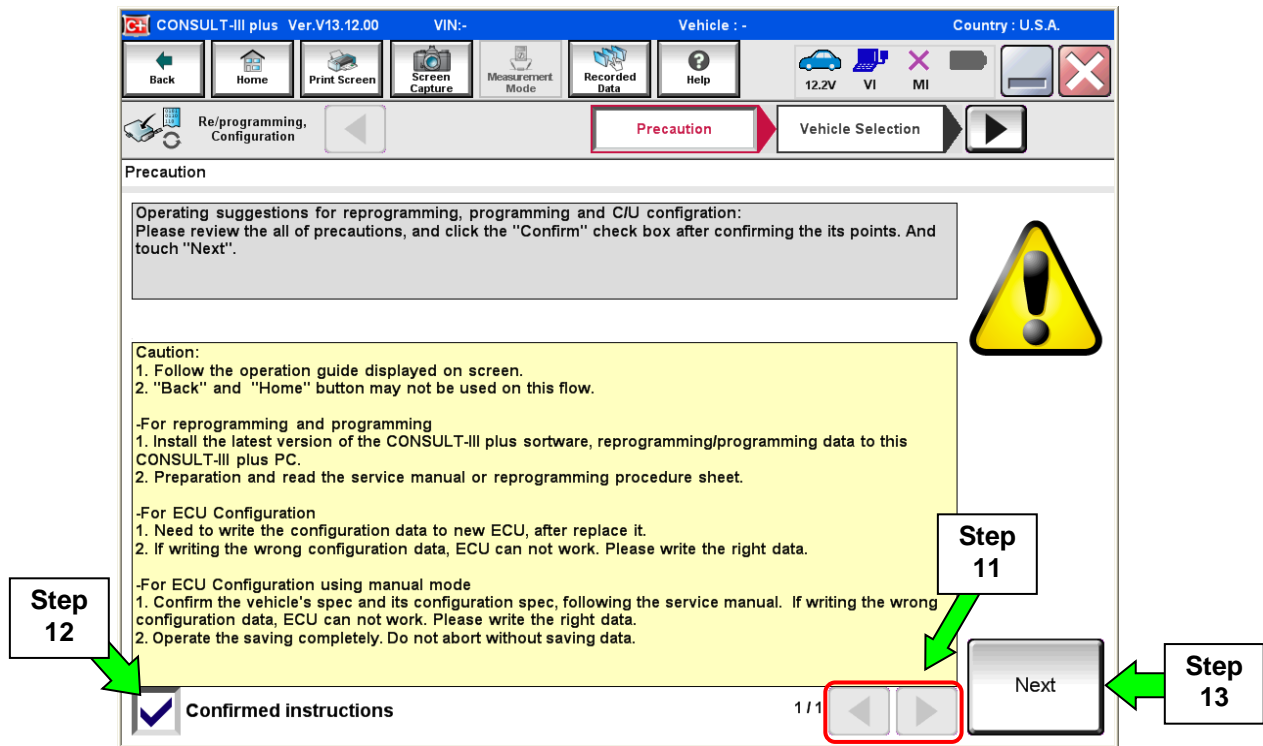 C+ CONSULT-III plus Ver.V13.12.00 VIN:- Vehicle : - Country : U.S.A.
Back
Home
Print Screen
Screen
Capture
Measurement
Mode
Recorded
Data
Help
12.2V
VI
MI
Re/programming,
Configuration
Precaution
Vehicle Selection
Precaution
Operating suggestions for reprogramming, programming and C/U configration:
Please review the all of precautions, and click the "Confirm" check box after confirming the its points. And
touch "Next".
Caution:
1. Follow the operation guide displayed on screen.
2. "Back" and "Home" button may not be used on this flow.
-For reprogramming and programming
1. Install the latest version of the CONSULT-III plus sortware, reprogramming/programming data to this
CONSULT-III plus PC.
2. Preparation and read the service manual or reprogramming procedure sheet.
-For ECU Configuration
1. Need to write the configuration data to new ECU, after replace it.
2. If writing the wrong configuration data, ECU can not work. Please write the right data.
-For ECU Configuration using manual mode
1. Confirm the vehicle's spec and its configuration spec, following the service manual. If writing the wrong
configuration data, ECU can not work. Please write the right data.
2. Operate the saving completely. Do not abort without saving data.
Step
11
Step
12
Confirmed instructions
1/1
Next
Step
13